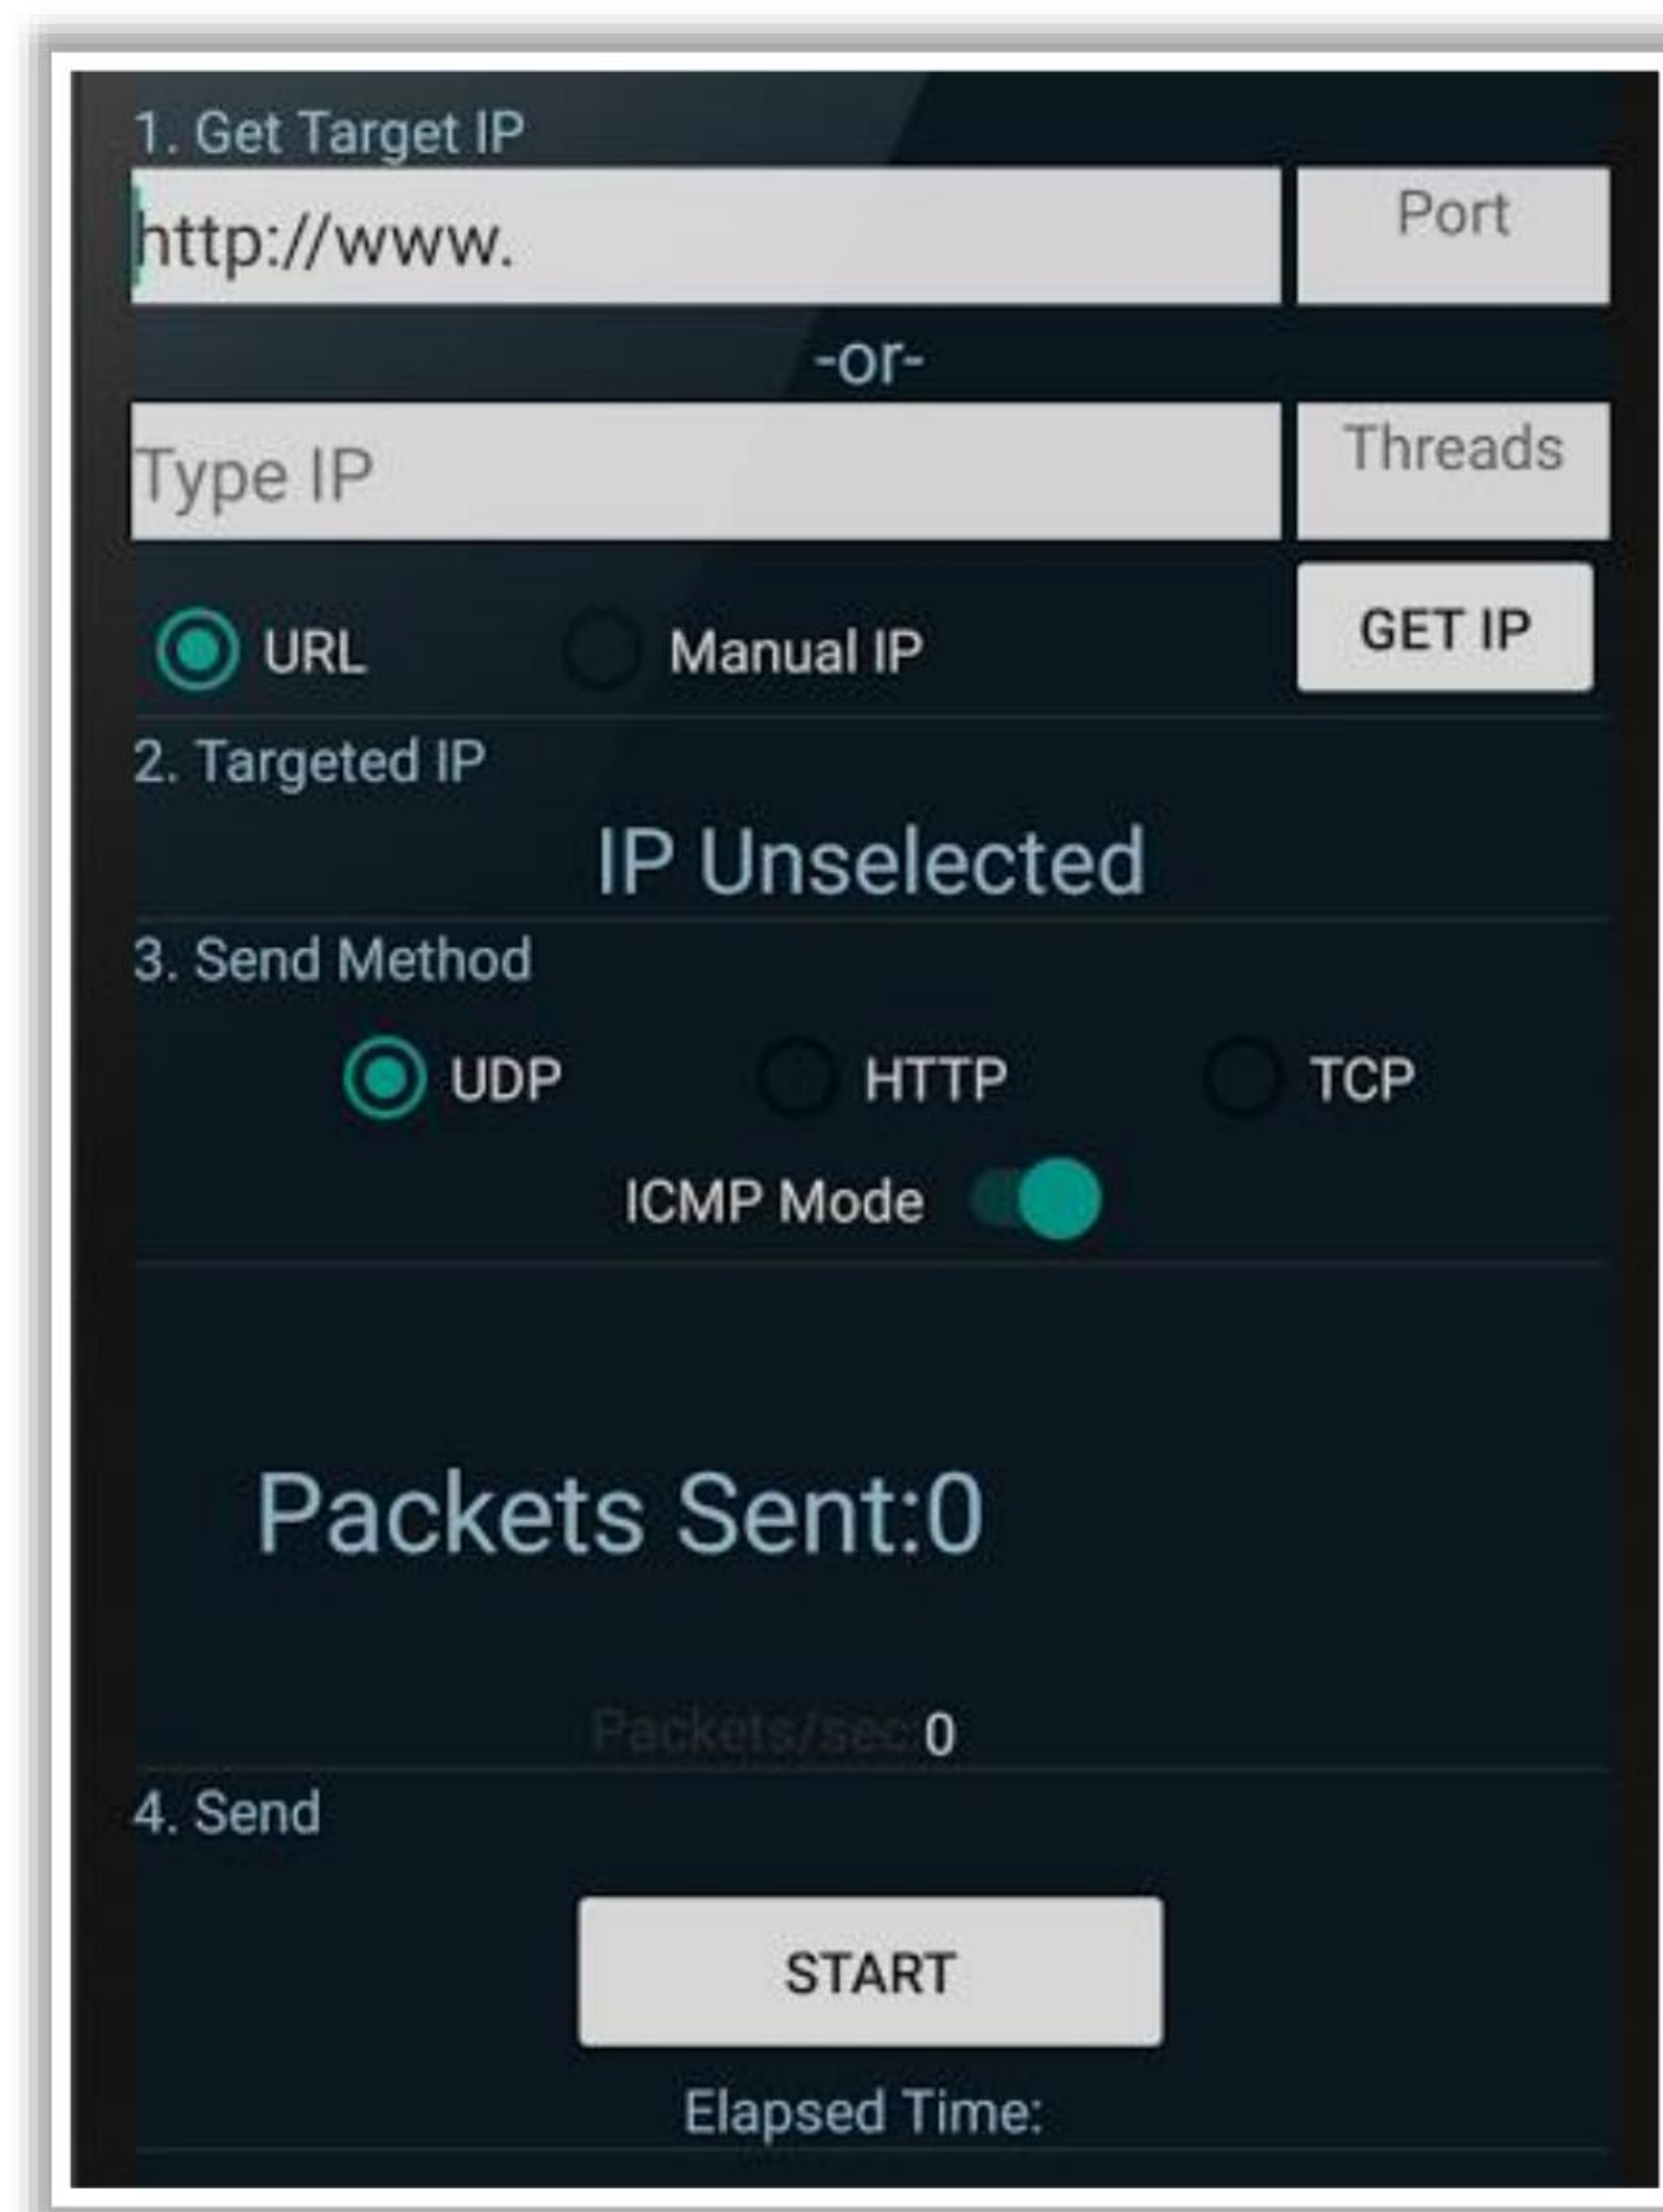 1. Get Target IP
http://www.
Port
-or-
Type IP
Threads
URL
Manual IP
GET IP
2. Targeted IP
IP Unselected
3. Send Method
UDP
HTTP
TCP
ICMP Mode
Packets Sent:0
Packets/sec:0
4. Send
START
Elapsed Time: